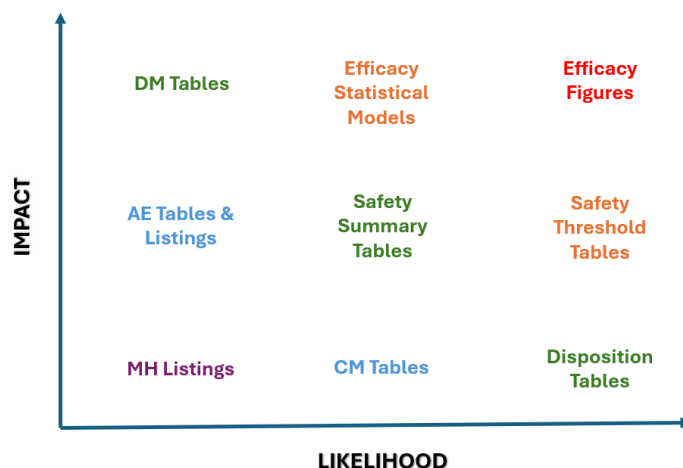 DM Tables
Efficacy
Statistical
Models
Efficacy
Figures
IMPACT
AE Tables &
Listings
Safety
Summary
Tables
Safety
Threshold
Tables
MH Listings
CM Tables
Disposition
Tables
LIKELIHOOD